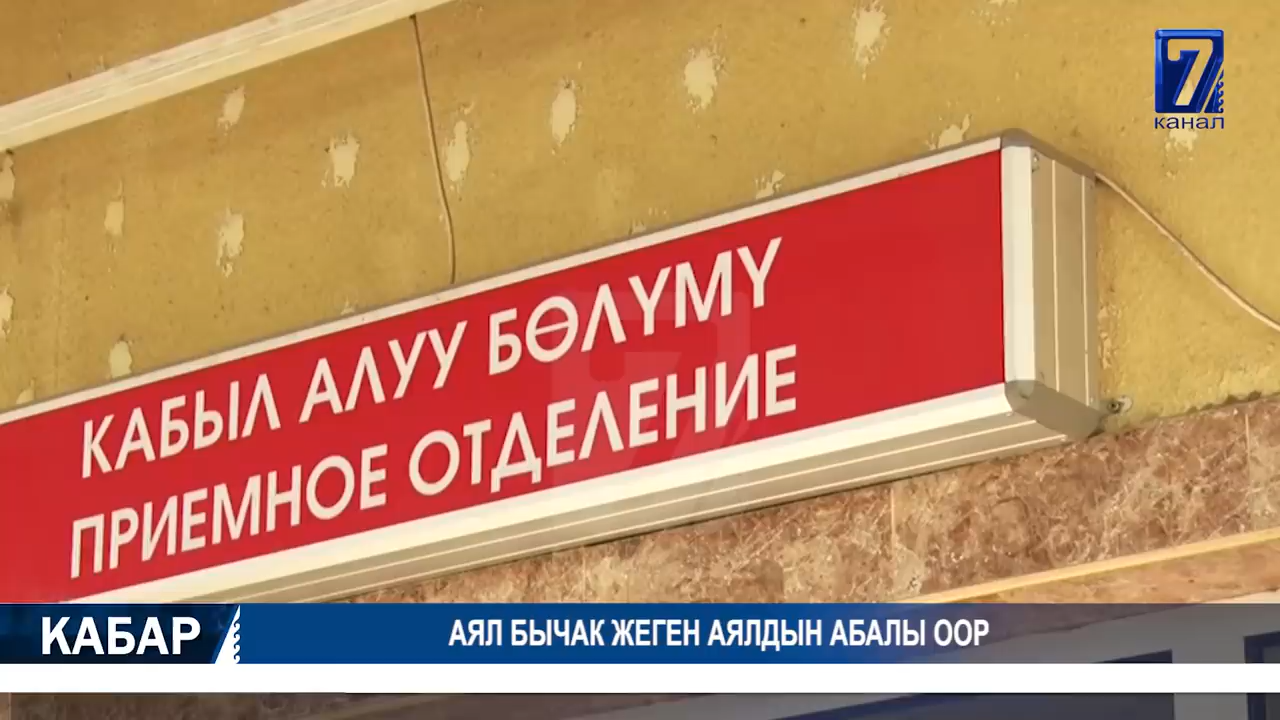 7
канал
КАБЫЛ АЛУУ БӨЛҮМҮ
ПРИЕМНОЕ ОТДЕЛЕНИЕ
КАБАР
АЯЛ БЫЧАК ЖЕГЕН АЯЛДЫН АБАЛЫ ООР